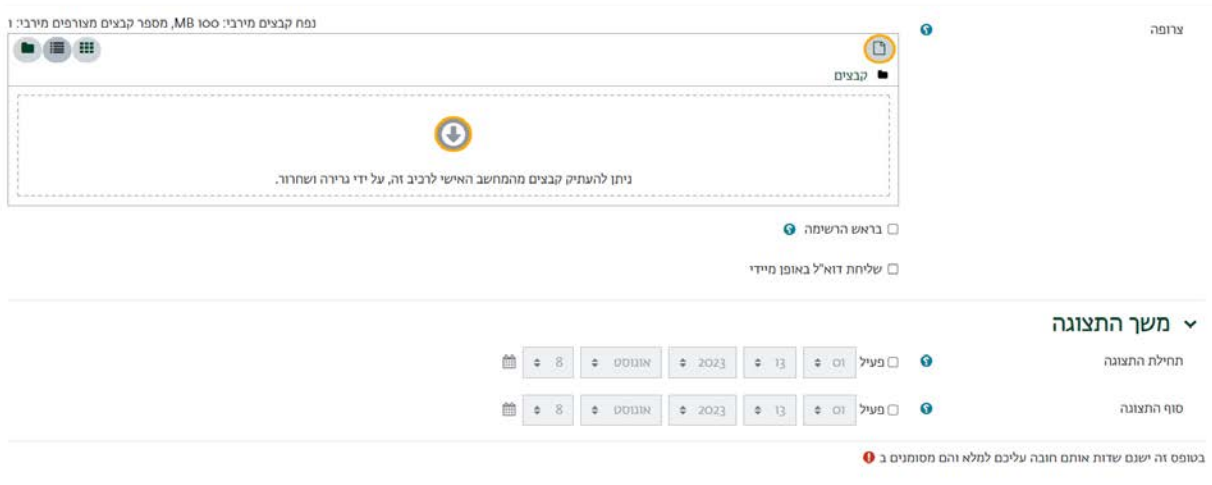 נפח קבצים מירבי: 100 MB, מספר קבצים מצורפים מירבי: 1
צרופה
קבצים
ניתן להעתיק קבצים מהמחשב האישי לרכיב זה, על ידי גרירה ושחרור.
בראש הרשימה
שליחת דוא"ל באופן מיידי
משך התצוגה
תחילת התצוגה פעיל 01 13 2023 אוגוסט 8
סוף התצוגה פעיל 01 13 2023 אוגוסט 8
בטופס זה ישנם שדות אותם חובה עליכם למלא והם מסומנים ב